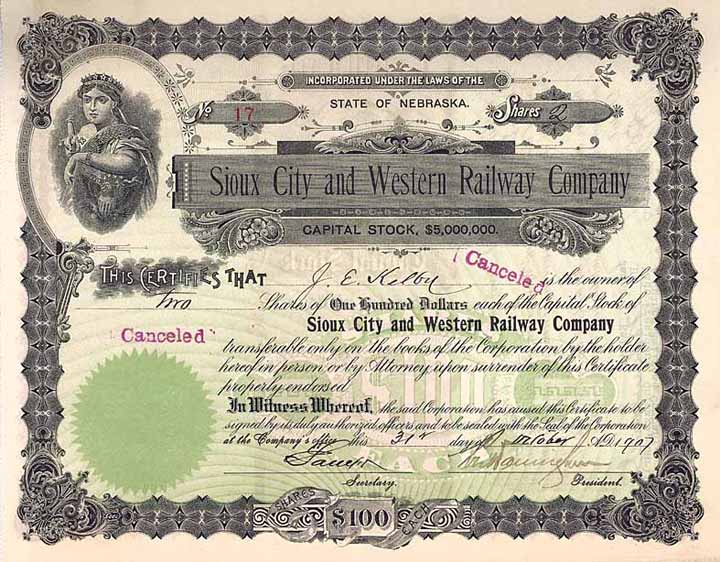 INCORPORATED UNDER THE LAWS OF THE
STATE OF NEBRASKA.
No 17
Shares 2
Sioux City and Western Railway Company
CAPITAL STOCK, $5,000,000.
Canceled
THIS CERTIFIES THAT J. E. Kelby is the owner of
Two Shares of One Hundred Dollars each of the Capital Stock of
Sioux City and Western Railway Company
Canceled
transferable only on the books of the Corporation by the holder
hereof in person or by Attorney upon surrender of this Certificate
properly endorsed
In Witness Whereof, the said Corporation has caused this Certificate to be
signed by its duly authorized officers and to be sealed with the Seal of the Corporation
at the Company's office this 31st day of October A.D. 1907
Secretary. President.
SHARES $100 EACH